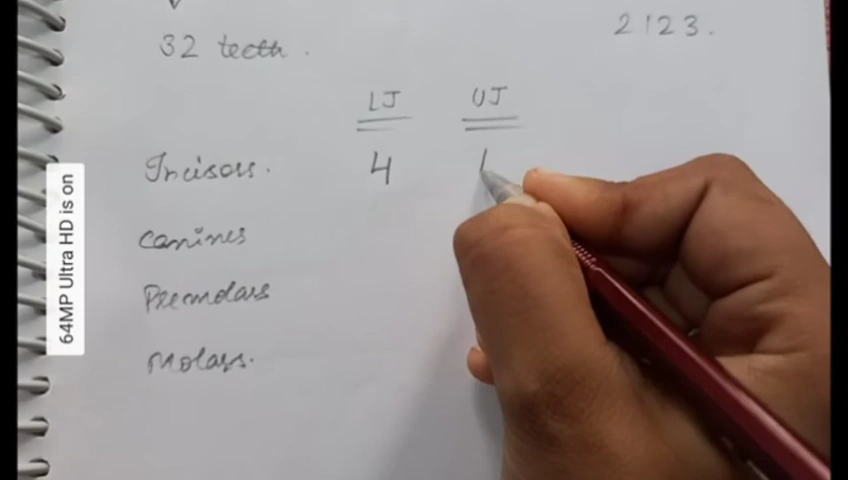 2123.
32 teeth.
LJ UJ
Incisors. 4
Canines
Premolars
Molars.
64MP Ultra HD is on